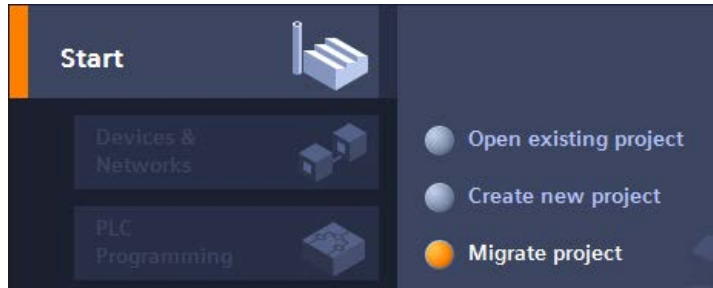 Start
Devices &
Networks
PLC
Programming
Open existing project
Create new project
Migrate project